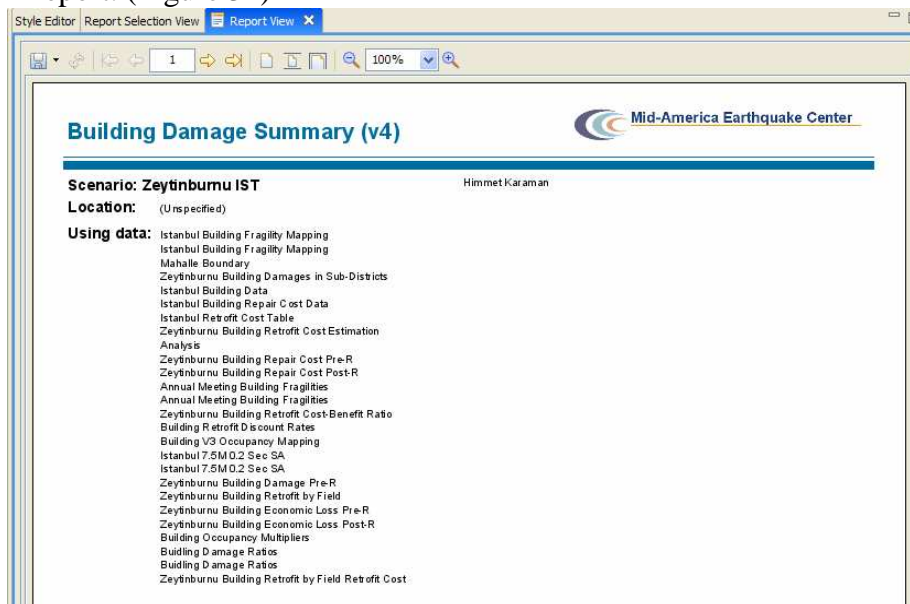 Style Editor Report Selection View Report View
1 100%
Building Damage Summary (v4)
Mid-America Earthquake Center
Scenario: Zeytinburnu IST
Himmet Karaman
Location: (Unspecified)
Using data: Istanbul Building Fragility Mapping
Istanbul Building Fragility Mapping
Mahalle Boundary
Zeytinburnu Building Damages in Sub-Districts
Istanbul Building Data
Istanbul Building Repair Cost Data
Istanbul Retrofit Cost Table
Zeytinburnu Building Retrofit Cost Estimation
Analysis
Zeytinburnu Building Repair Cost Pre-R
Zeytinburnu Building Repair Cost Post-R
Annual Meeting Building Fragilities
Annual Meeting Building Fragilities
Zeytinburnu Building Retrofit Cost-Benefit Ratio
Building Retrofit Discount Rates
Building V3 Occupancy Mapping
Istanbul 7.5M 0.2 Sec SA
Istanbul 7.5M 0.2 Sec SA
Zeytinburnu Building Damage Pre-R
Zeytinburnu Building Retrofit by Field
Zeytinburnu Building Economic Loss Pre-R
Zeytinburnu Building Economic Loss Post-R
Building Occupancy Multipliers
Buidling Damage Ratios
Buidling Damage Ratios
Zeytinburnu Building Retrofit by Field Retrofit Cost